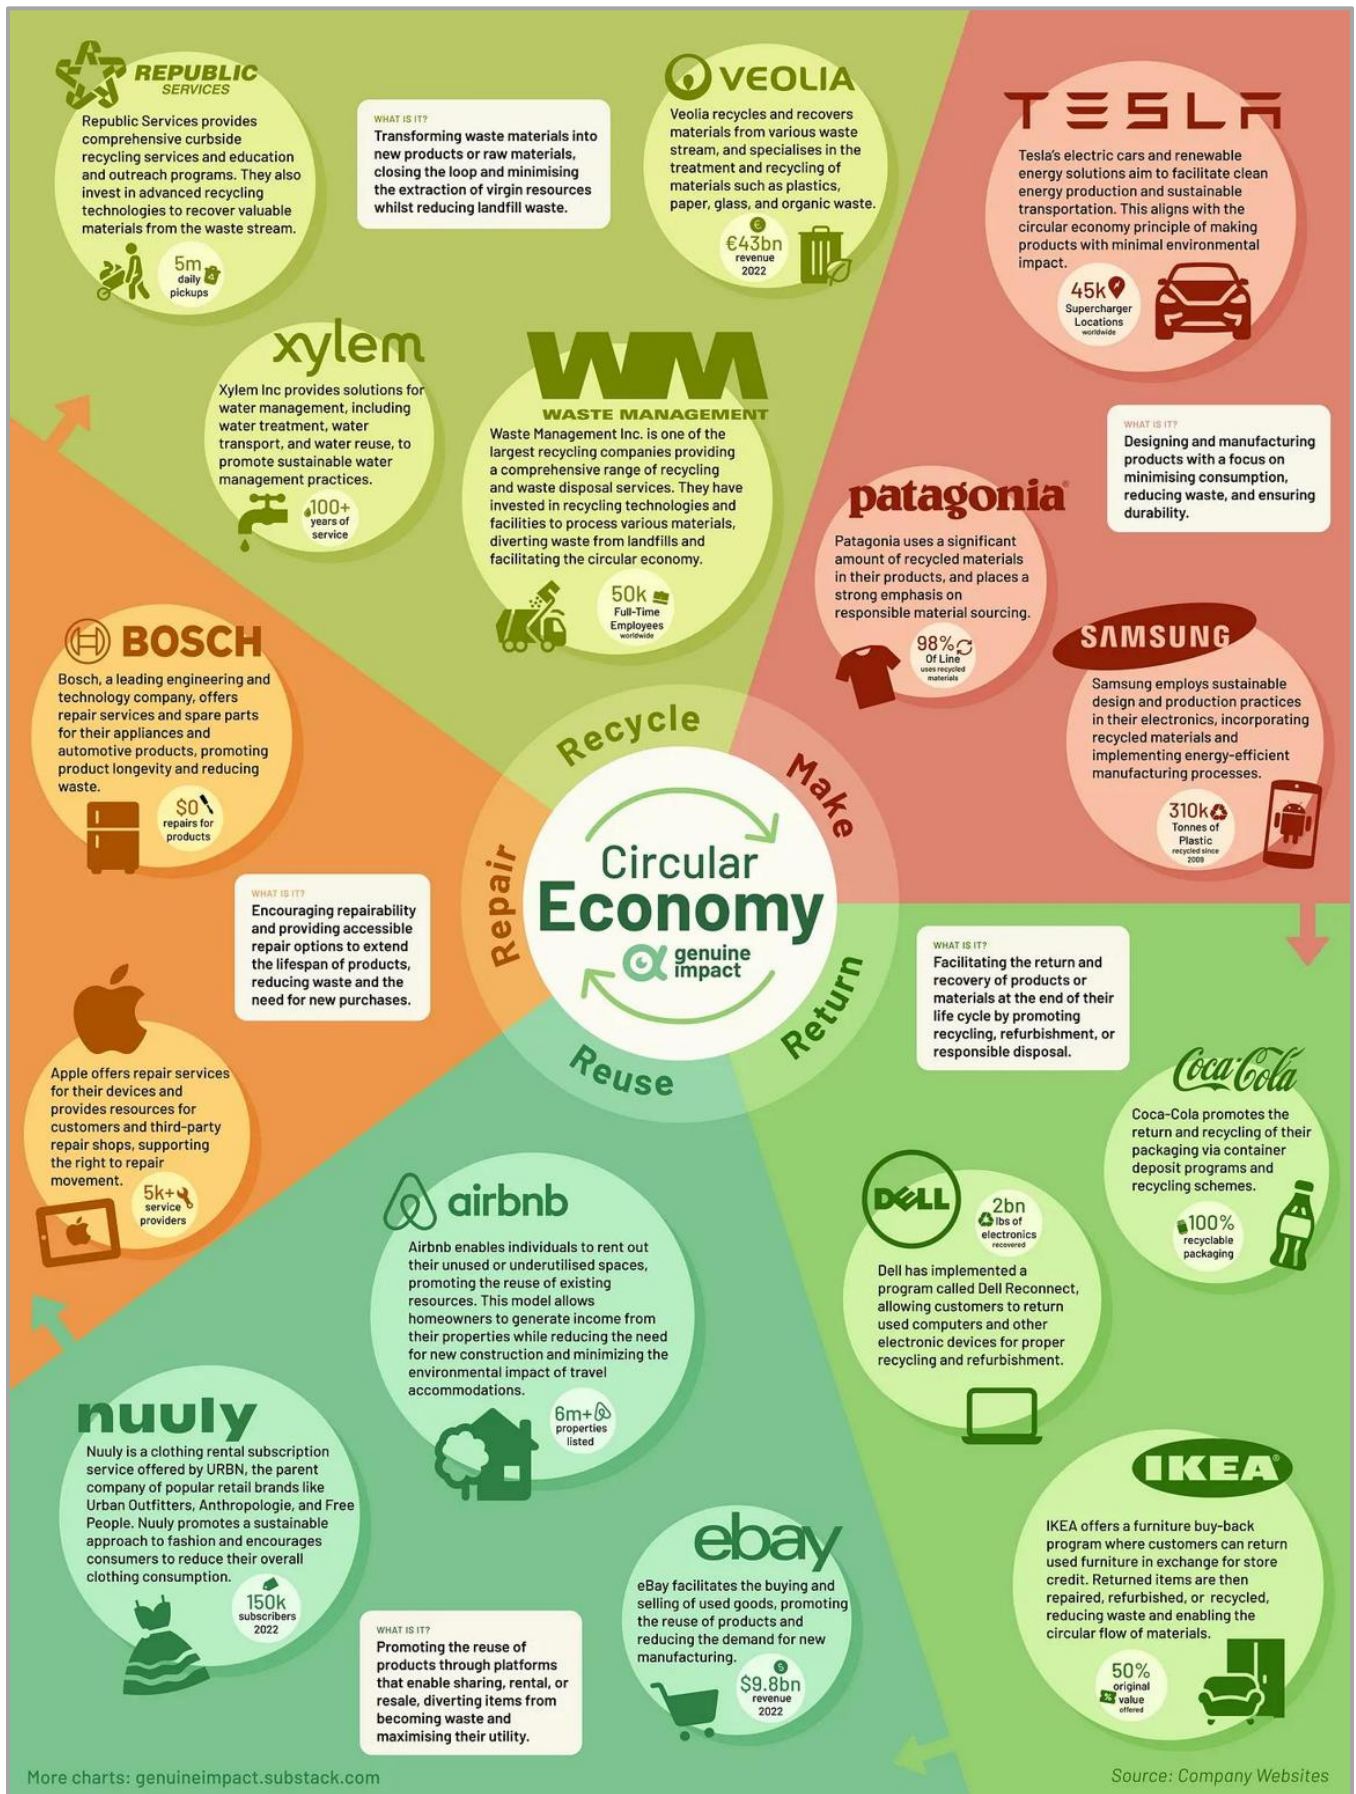 REPUBLIC
SERVICES
Republic Services provides
comprehensive curbside
recycling services and education
and outreach programs. They also
invest in advanced recycling
technologies to recover valuable
materials from the waste stream.
5m
daily
pickups
WHAT IS IT?
Transforming waste materials into
new products or raw materials,
closing the loop and minimising
the extraction of virgin resources
whilst reducing landfill waste.
VEOLIA
Veolia recycles and recovers
materials from various waste
stream, and specialises in the
treatment and recycling of
materials such as plastics,
paper, glass, and organic waste.
€
€43bn
revenue
2022
xylem
Xylem Inc provides solutions for
water management, including
water treatment, water
transport, and water reuse, to
promote sustainable water
management practices.
100+
years of
service
WM
WASTE MANAGEMENT
Waste Management Inc. is one of the
largest recycling companies providing
a comprehensive range of recycling
and waste disposal services. They have
invested in recycling technologies and
facilities to process various materials,
diverting waste from landfills and
facilitating the circular economy.
50k
Full-Time
Employees
worldwide
TESLA
Tesla's electric cars and renewable
energy solutions aim to facilitate clean
energy production and sustainable
transportation. This aligns with the
circular economy principle of making
products with minimal environmental
impact.
45k
Supercharger
Locations
worldwide
WHAT IS IT?
Designing and manufacturing
products with a focus on
minimising consumption,
reducing waste, and ensuring
durability.
patagonia®
Patagonia uses a significant
amount of recycled materials
in their products, and places a
strong emphasis on
responsible material sourcing.
98%
Of Line
uses recycled
materials
SAMSUNG
Samsung employs sustainable
design and production practices
in their electronics, incorporating
recycled materials and
implementing energy-efficient
manufacturing processes.
310k
Tonnes of
Plastic
recycled since
2009
BOSCH
Bosch, a leading engineering and
technology company, offers
repair services and spare parts
for their appliances and
automotive products, promoting
product longevity and reducing
waste.
$0
repairs for
products
WHAT IS IT?
Encouraging repairability
and providing accessible
repair options to extend
the lifespan of products,
reducing waste and the
need for new purchases.
Apple offers repair services
for their devices and
provides resources for
customers and third-party
repair shops, supporting
the right to repair
movement.
5k+
service
providers
Recycle
Make
Return
Reuse
Repair
Circular
Economy
genuine
impact
WHAT IS IT?
Facilitating the return and
recovery of products or
materials at the end of their
life cycle by promoting
recycling, refurbishment, or
responsible disposal.
Coca-Cola
Coca-Cola promotes the
return and recycling of their
packaging via container
deposit programs and
recycling schemes.
100%
recyclable
packaging
DELL
2bn
lbs of
electronics
recovered
Dell has implemented a
program called Dell Reconnect,
allowing customers to return
used computers and other
electronic devices for proper
recycling and refurbishment.
IKEA®
IKEA offers a furniture buy-back
program where customers can return
used furniture in exchange for store
credit. Returned items are then
repaired, refurbished, or recycled,
reducing waste and enabling the
circular flow of materials.
50%
original
% value
offered
airbnb
Airbnb enables individuals to rent out
their unused or underutilised spaces,
promoting the reuse of existing
resources. This model allows
homeowners to generate income from
their properties while reducing the need
for new construction and minimizing the
environmental impact of travel
accommodations.
6m+
properties
listed
nuuly
Nuuly is a clothing rental subscription
service offered by URBN, the parent
company of popular retail brands like
Urban Outfitters, Anthropologie, and Free
People. Nuuly promotes a sustainable
approach to fashion and encourages
consumers to reduce their overall
clothing consumption.
150k
subscribers
2022
WHAT IS IT?
Promoting the reuse of
products through platforms
that enable sharing, rental, or
resale, diverting items from
becoming waste and
maximising their utility.
ebay
eBay facilitates the buying and
selling of used goods, promoting
the reuse of products and
reducing the demand for new
manufacturing.
$
$9.8bn
revenue
2022
More charts: genuineimpact.substack.com
Source: Company Websites